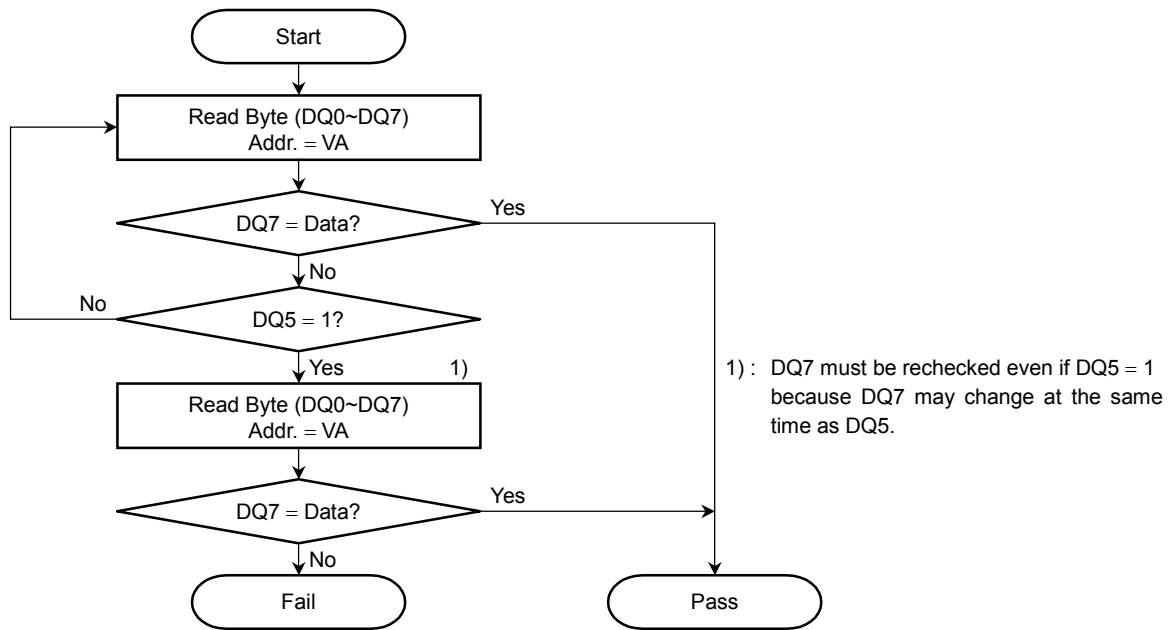 Start
Read Byte (DQ0~DQ7)
Addr. = VA
DQ7 = Data?
Yes
No
No
DQ5 = 1?
Yes
1)
Read Byte (DQ0~DQ7)
Addr. = VA
DQ7 = Data?
Yes
No
Fail
Pass
1) : DQ7 must be rechecked even if DQ5 = 1
because DQ7 may change at the same
time as DQ5.